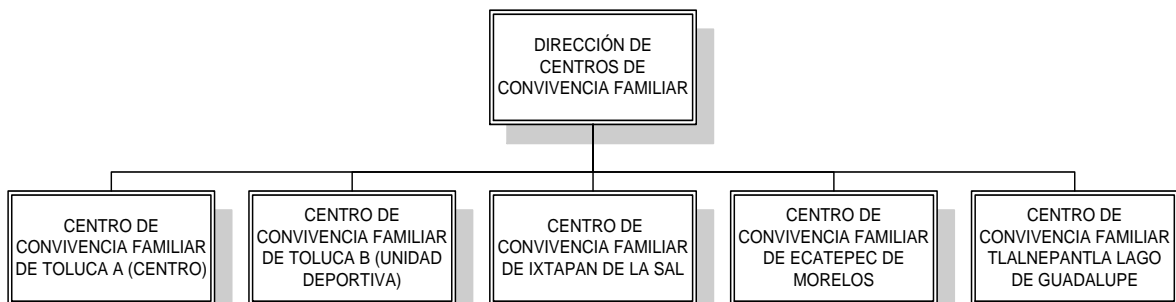 DIRECCIÓN DE
CENTROS DE
CONVIVENCIA FAMILIAR
CENTRO DE
CONVIVENCIA FAMILIAR
DE TOLUCA A (CENTRO)
CENTRO DE
CONVIVENCIA FAMILIAR
DE TOLUCA B (UNIDAD
DEPORTIVA)
CENTRO DE
CONVIVENCIA FAMILIAR
DE IXTAPAN DE LA SAL
CENTRO DE
CONVIVENCIA FAMILIAR
DE ECATEPEC DE
MORELOS
CENTRO DE
CONVIVENCIA FAMILIAR
TLALNEPANTLA LAGO
DE GUADALUPE